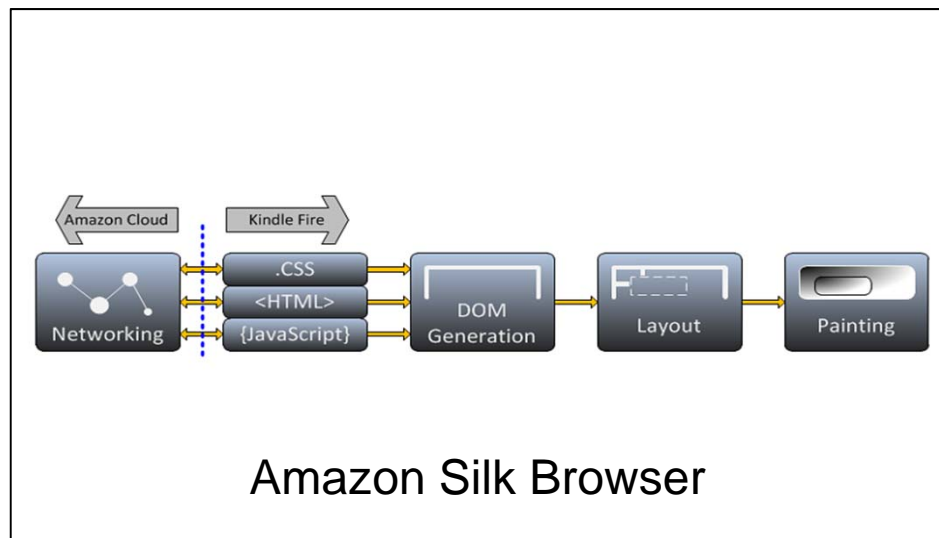 Amazon Cloud
Kindle Fire
Networking
.CSS
<HTML>
{JavaScript}
DOM
Generation
Layout
Painting
Amazon Silk Browser